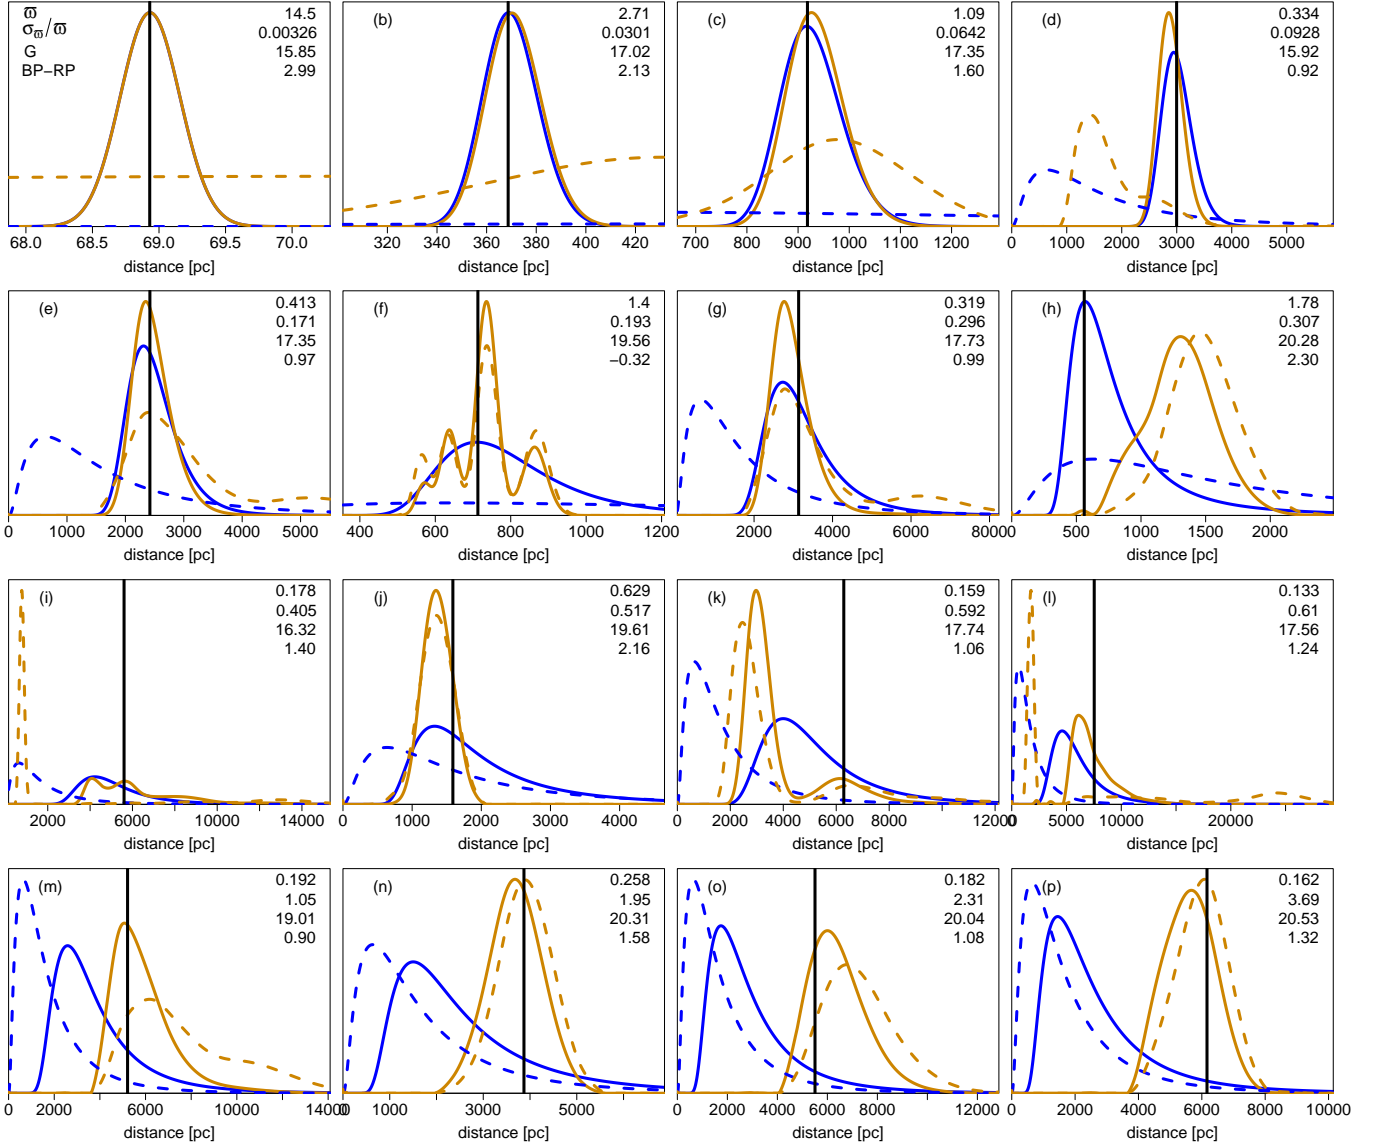 ϖ 14.5
σϖ/ϖ 0.00326
G 15.85
BP−RP 2.99
68.0 68.5 69.0 69.5 70.0
distance [pc]
(b) 2.71
0.0301
17.02
2.13
320 340 360 380 400 420
distance [pc]
(c) 1.09
0.0642
17.35
1.60
700 800 900 1000 1200
distance [pc]
(d) 0.334
0.0928
15.92
0.92
0 1000 2000 3000 4000 5000
distance [pc]
(e) 0.413
0.171
17.35
0.97
0 1000 2000 3000 4000 5000
distance [pc]
(f) 1.4
0.193
19.56
−0.32
400 600 800 1000 1200
distance [pc]
(g) 0.319
0.296
17.73
0.99
0 2000 4000 6000 8000
distance [pc]
(h) 1.78
0.307
20.28
2.30
0 500 1000 1500 2000
distance [pc]
(i) 0.178
0.405
16.32
1.40
2000 6000 10000 14000
distance [pc]
(j) 0.629
0.517
19.61
2.16
0 1000 3000 4000
distance [pc]
(k) 0.159
0.592
17.74
1.06
0 2000 4000 6000 8000 12000
distance [pc]
(l) 0.133
0.61
17.56
1.24
0 5000 10000 20000
distance [pc]
(m) 0.192
1.05
19.01
0.90
0 2000 6000 10000 14000
distance [pc]
(n) 0.258
1.95
20.31
1.58
0 1000 3000 5000
distance [pc]
(o) 0.182
2.31
20.04
1.08
0 2000 4000 6000 8000 12000
distance [pc]
(p) 0.162
3.69
20.53
1.32
0 2000 4000 6000 8000 10000
distance [pc]